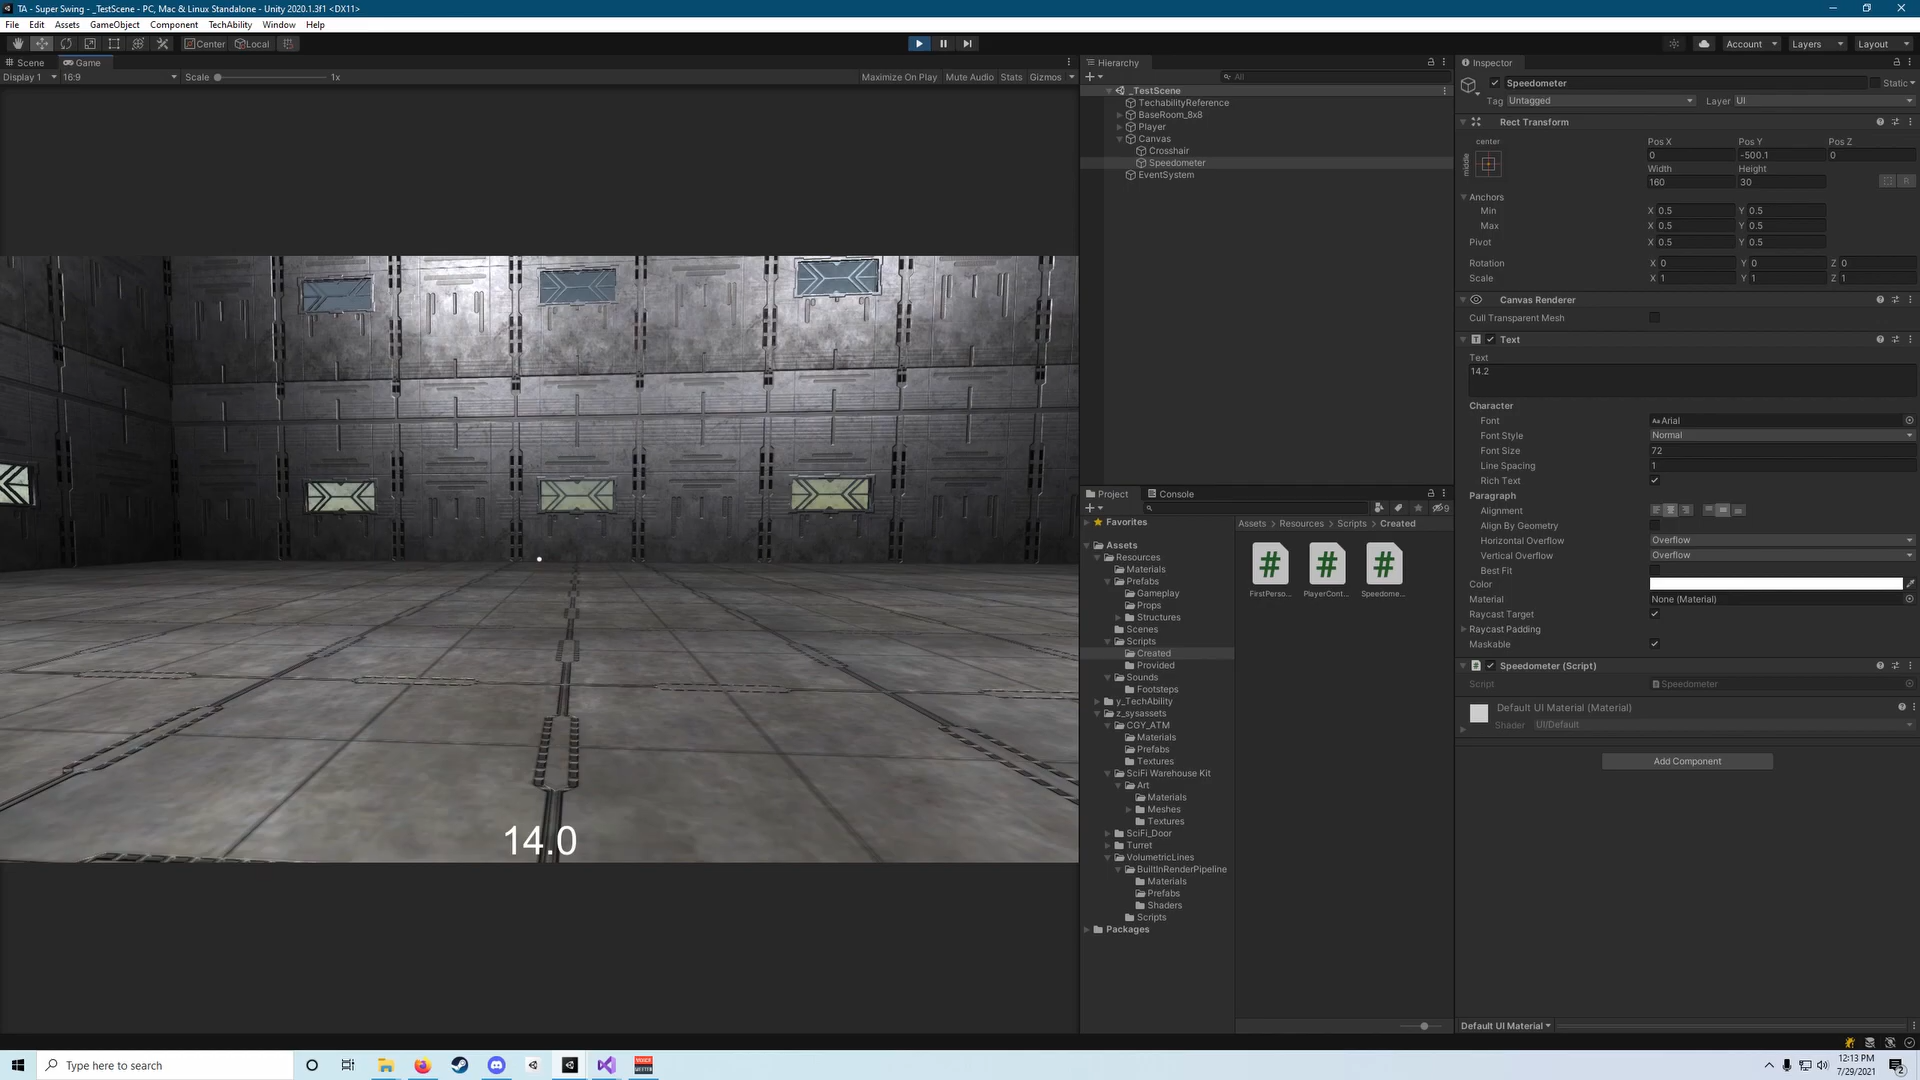 TA - Super Swing - _TestScene - PC, Mac & Linux Standalone - Unity 2020.1.3f1 <DX11>
File Edit Assets GameObject Component TechAbility Window Help
Center Local
Account Layers Layout
Scene Game
Display 1 16:9 Scale 1x Maximize On Play Mute Audio Stats Gizmos
14.0
Hierarchy
All
_TestScene
TechabilityReference
BaseRoom_8x8
Player
Canvas
Crosshair
Speedometer
EventSystem
Project Console
9
Favorites
Assets
Resources
Materials
Prefabs
Gameplay
Props
Structures
Scenes
Scripts
Created
Provided
Sounds
Footsteps
y_TechAbility
z_sysassets
CGY_ATM
Materials
Prefabs
Textures
SciFi Warehouse Kit
Art
Materials
Meshes
Textures
SciFi_Door
Turret
VolumetricLines
BuiltInRenderPipeline
Materials
Prefabs
Shaders
Scripts
Packages
Assets > Resources > Scripts > Created
FirstPerso... PlayerCont... Speedome...
Inspector
Speedometer Static
Tag Untagged Layer UI
Rect Transform
center
middle
Pos X Pos Y Pos Z
0 -500.1 0
Width Height
160 30
R
Anchors
Min X 0.5 Y 0.5
Max X 0.5 Y 0.5
Pivot X 0.5 Y 0.5
Rotation X 0 Y 0 Z 0
Scale X 1 Y 1 Z 1
Canvas Renderer
Cull Transparent Mesh
Text
Text
14.2
Character
Font Arial
Font Style Normal
Font Size 72
Line Spacing 1
Rich Text
Paragraph
Alignment
Align By Geometry
Horizontal Overflow Overflow
Vertical Overflow Overflow
Best Fit
Color
Material None (Material)
Raycast Target
Raycast Padding
Maskable
Speedometer (Script)
Script Speedometer
Default UI Material (Material)
Shader UI/Default
Add Component
Default UI Material
Type here to search
12:13 PM
7/29/2021
2